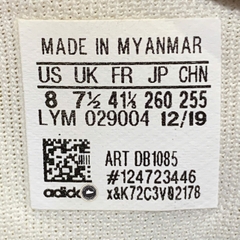 MADE IN MYANMAR
US UK FR JP CHN
8 7½ 41⅓ 260 255
LYM 029004 12/19
ART DB1085
#124723446
adick x&K72C3V02178